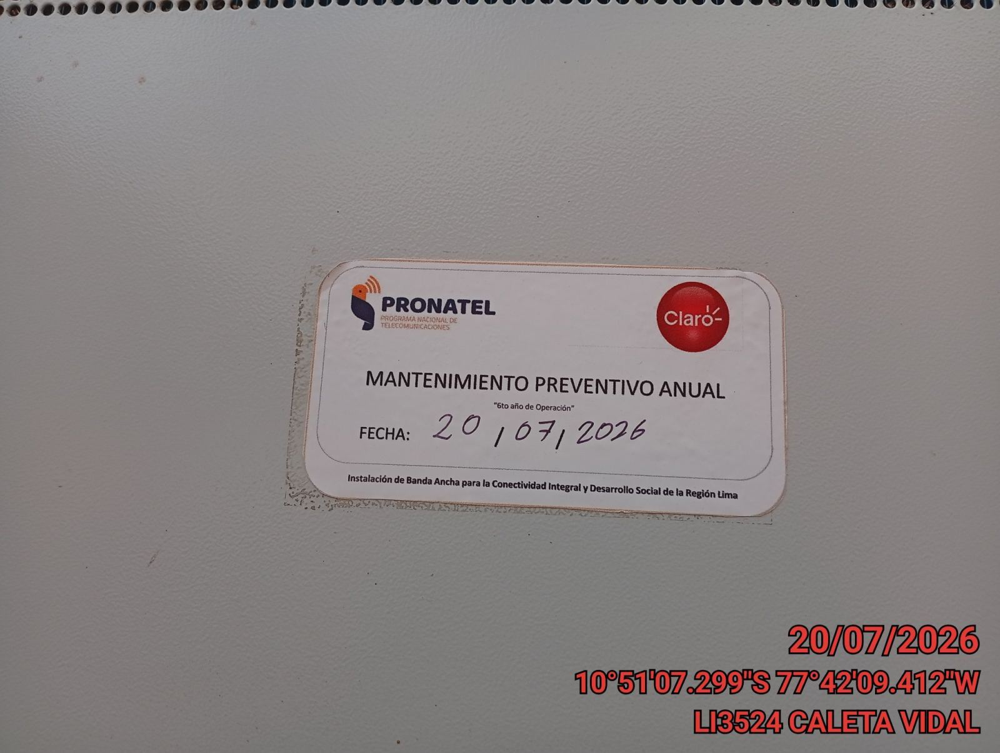 PRONATEL
PROGRAMA NACIONAL DE
TELECOMUNICACIONES
Claro
MANTENIMIENTO PREVENTIVO ANUAL
"6to año de Operación"
FECHA: 20 / 07 / 2026
Instalación de Banda Ancha para la Conectividad Integral y Desarrollo Social de la Región Lima
20/07/2026
10°51'07.299"S 77°42'09.412"W
LI3524 CALETA VIDAL